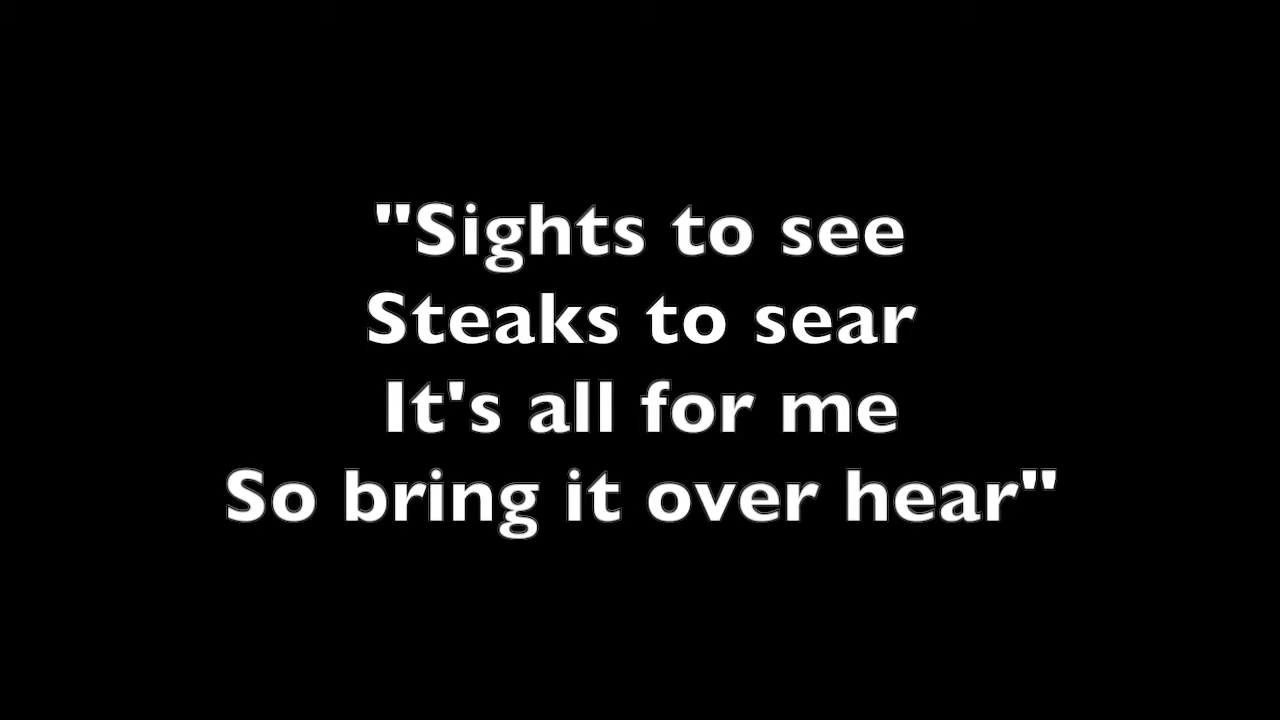 "Sights to see
Steaks to sear
It's all for me
So bring it over hear"